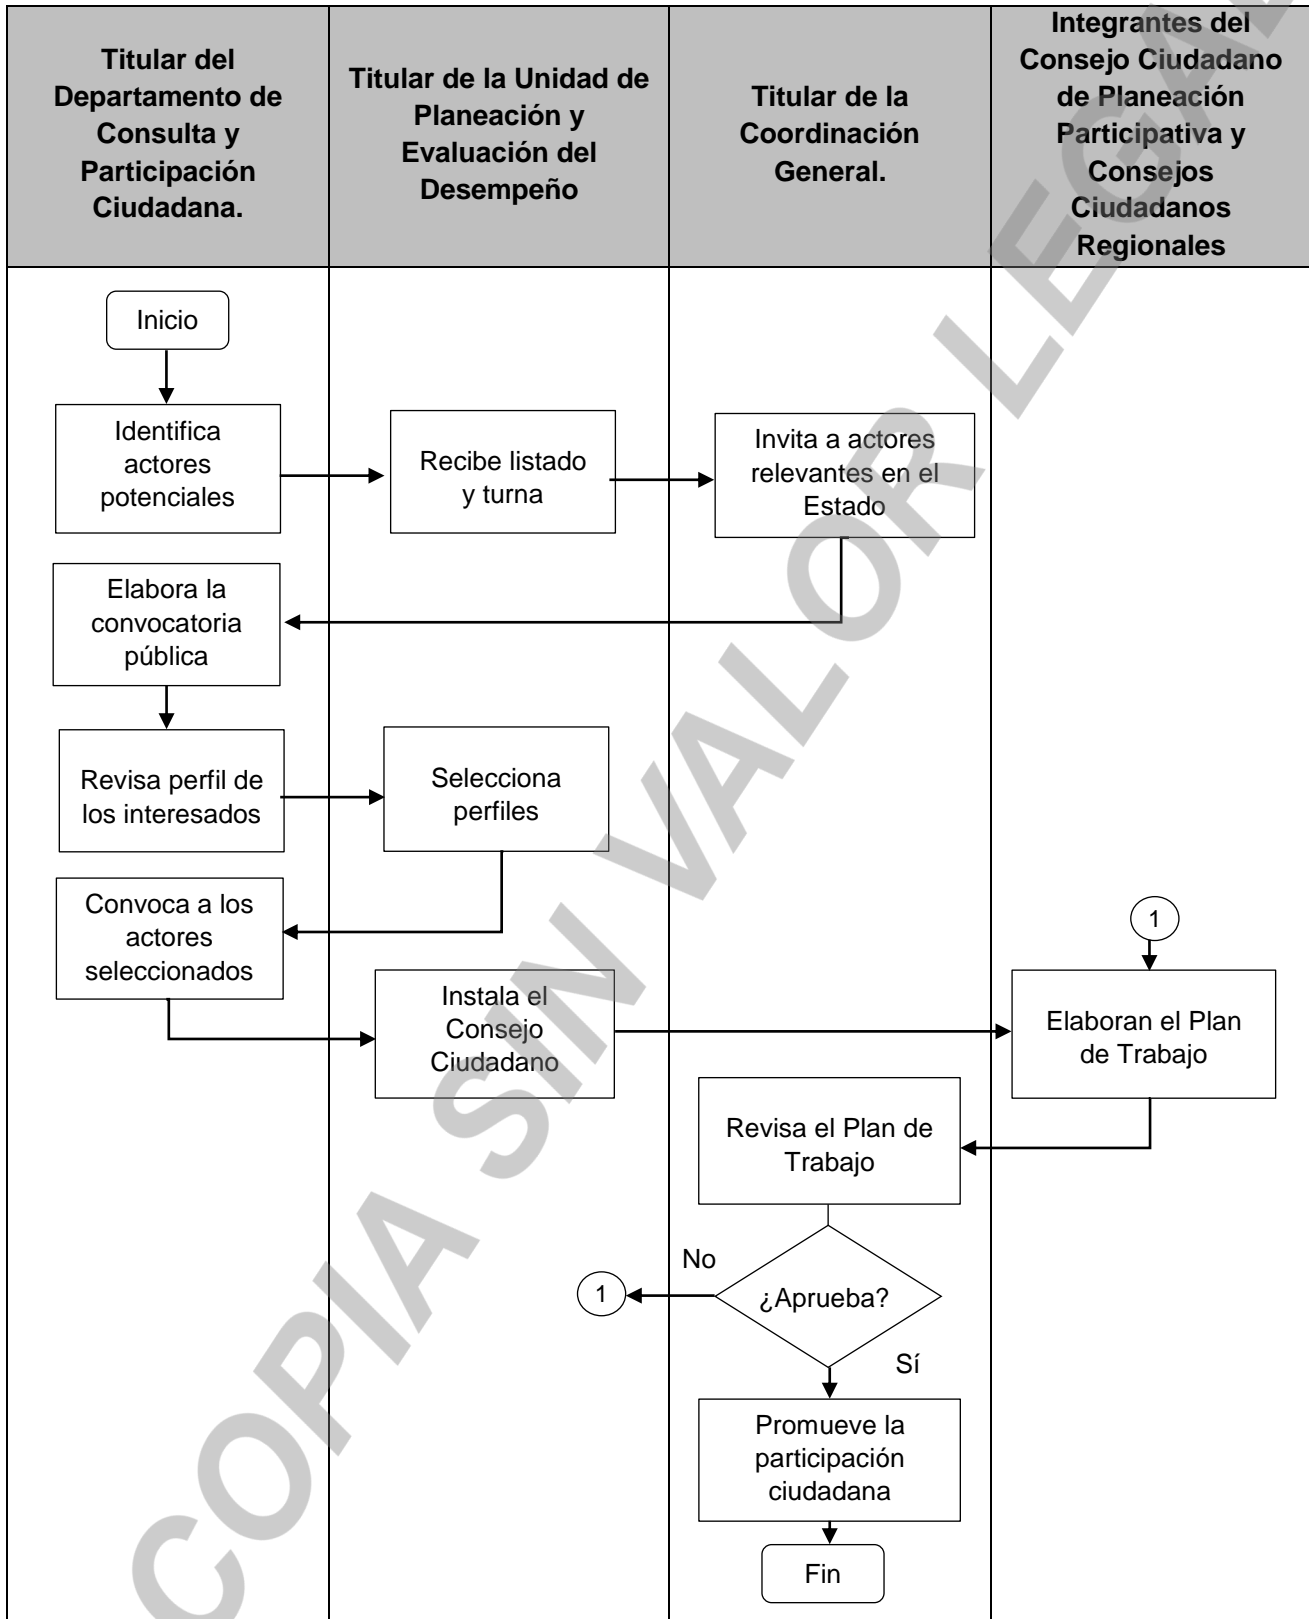 Titular del
Departamento de
Consulta y
Participación
Ciudadana.
Titular de la Unidad de
Planeación y
Evaluación del
Desempeño
Titular de la
Coordinación
General.
Integrantes del
Consejo Ciudadano
de Planeación
Participativa y
Consejos
Ciudadanos
Regionales
Inicio
Identifica
actores
potenciales
Recibe listado
y turna
Invita a actores
relevantes en el
Estado
Elabora la
convocatoria
pública
Revisa perfil de
los interesados
Selecciona
perfiles
Convoca a los
actores
seleccionados
Instala el
Consejo
Ciudadano
1
Elaboran el Plan
de Trabajo
Revisa el Plan de
Trabajo
¿Aprueba?
No
1
Sí
Promueve la
participación
ciudadana
Fin
COPIA SIN VALOR LEGAL